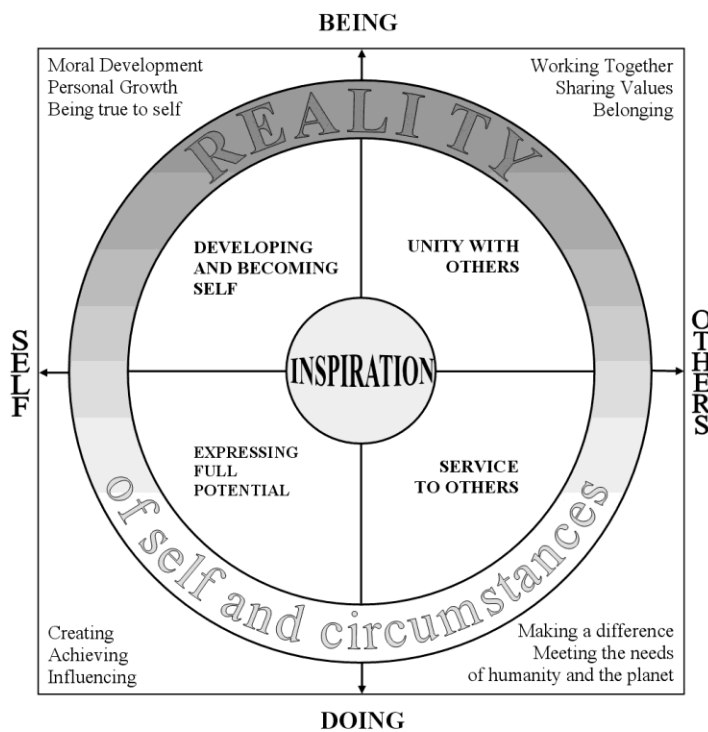 BEING
Moral Development
Personal Growth
Being true to self
Working Together
Sharing Values
Belonging
REALITY
DEVELOPING
AND BECOMING
SELF
UNITY WITH
OTHERS
SELF
INSPIRATION
OTHERS
EXPRESSING
FULL
POTENTIAL
SERVICE
TO OTHERS
of self and circumstances
Creating
Achieving
Influencing
Making a difference
Meeting the needs
of humanity and the planet
DOING